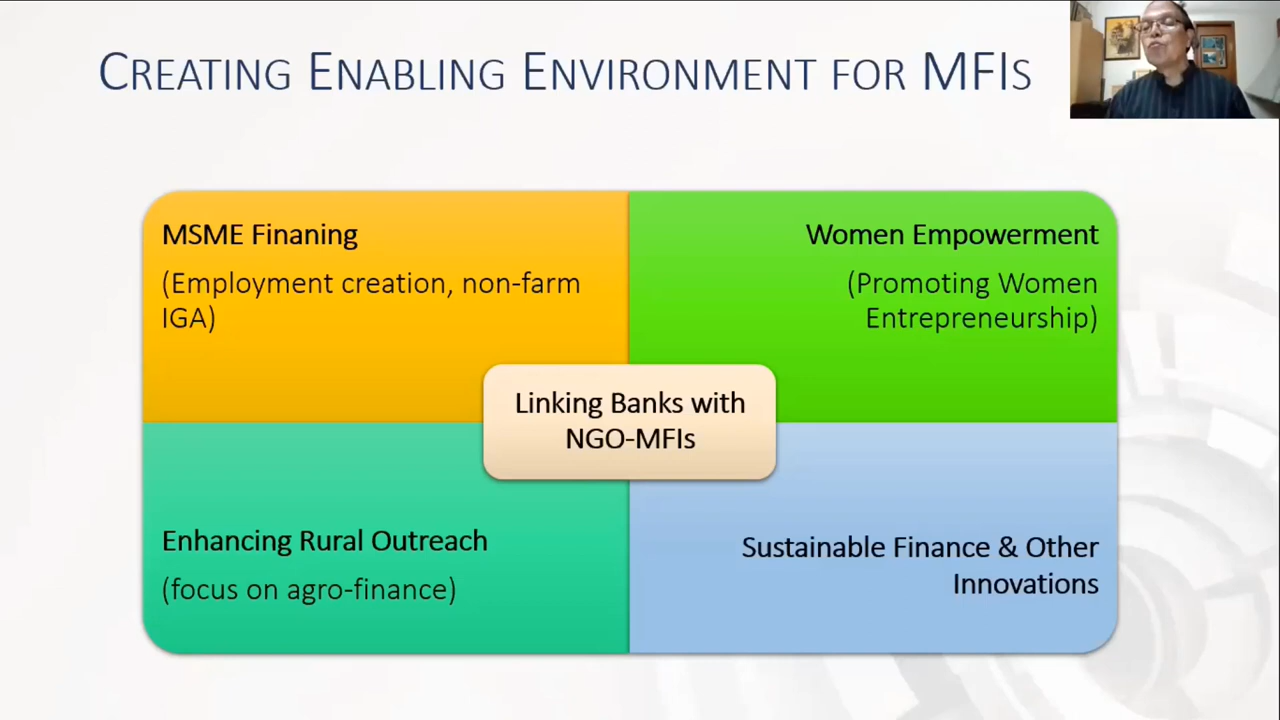 CREATING ENABLING ENVIRONMENT FOR MFIS
MSME Finaning
(Employment creation, non-farm
IGA)
Women Empowerment
(Promoting Women
Entrepreneurship)
Linking Banks with
NGO-MFIs
Enhancing Rural Outreach
(focus on agro-finance)
Sustainable Finance & Other
Innovations